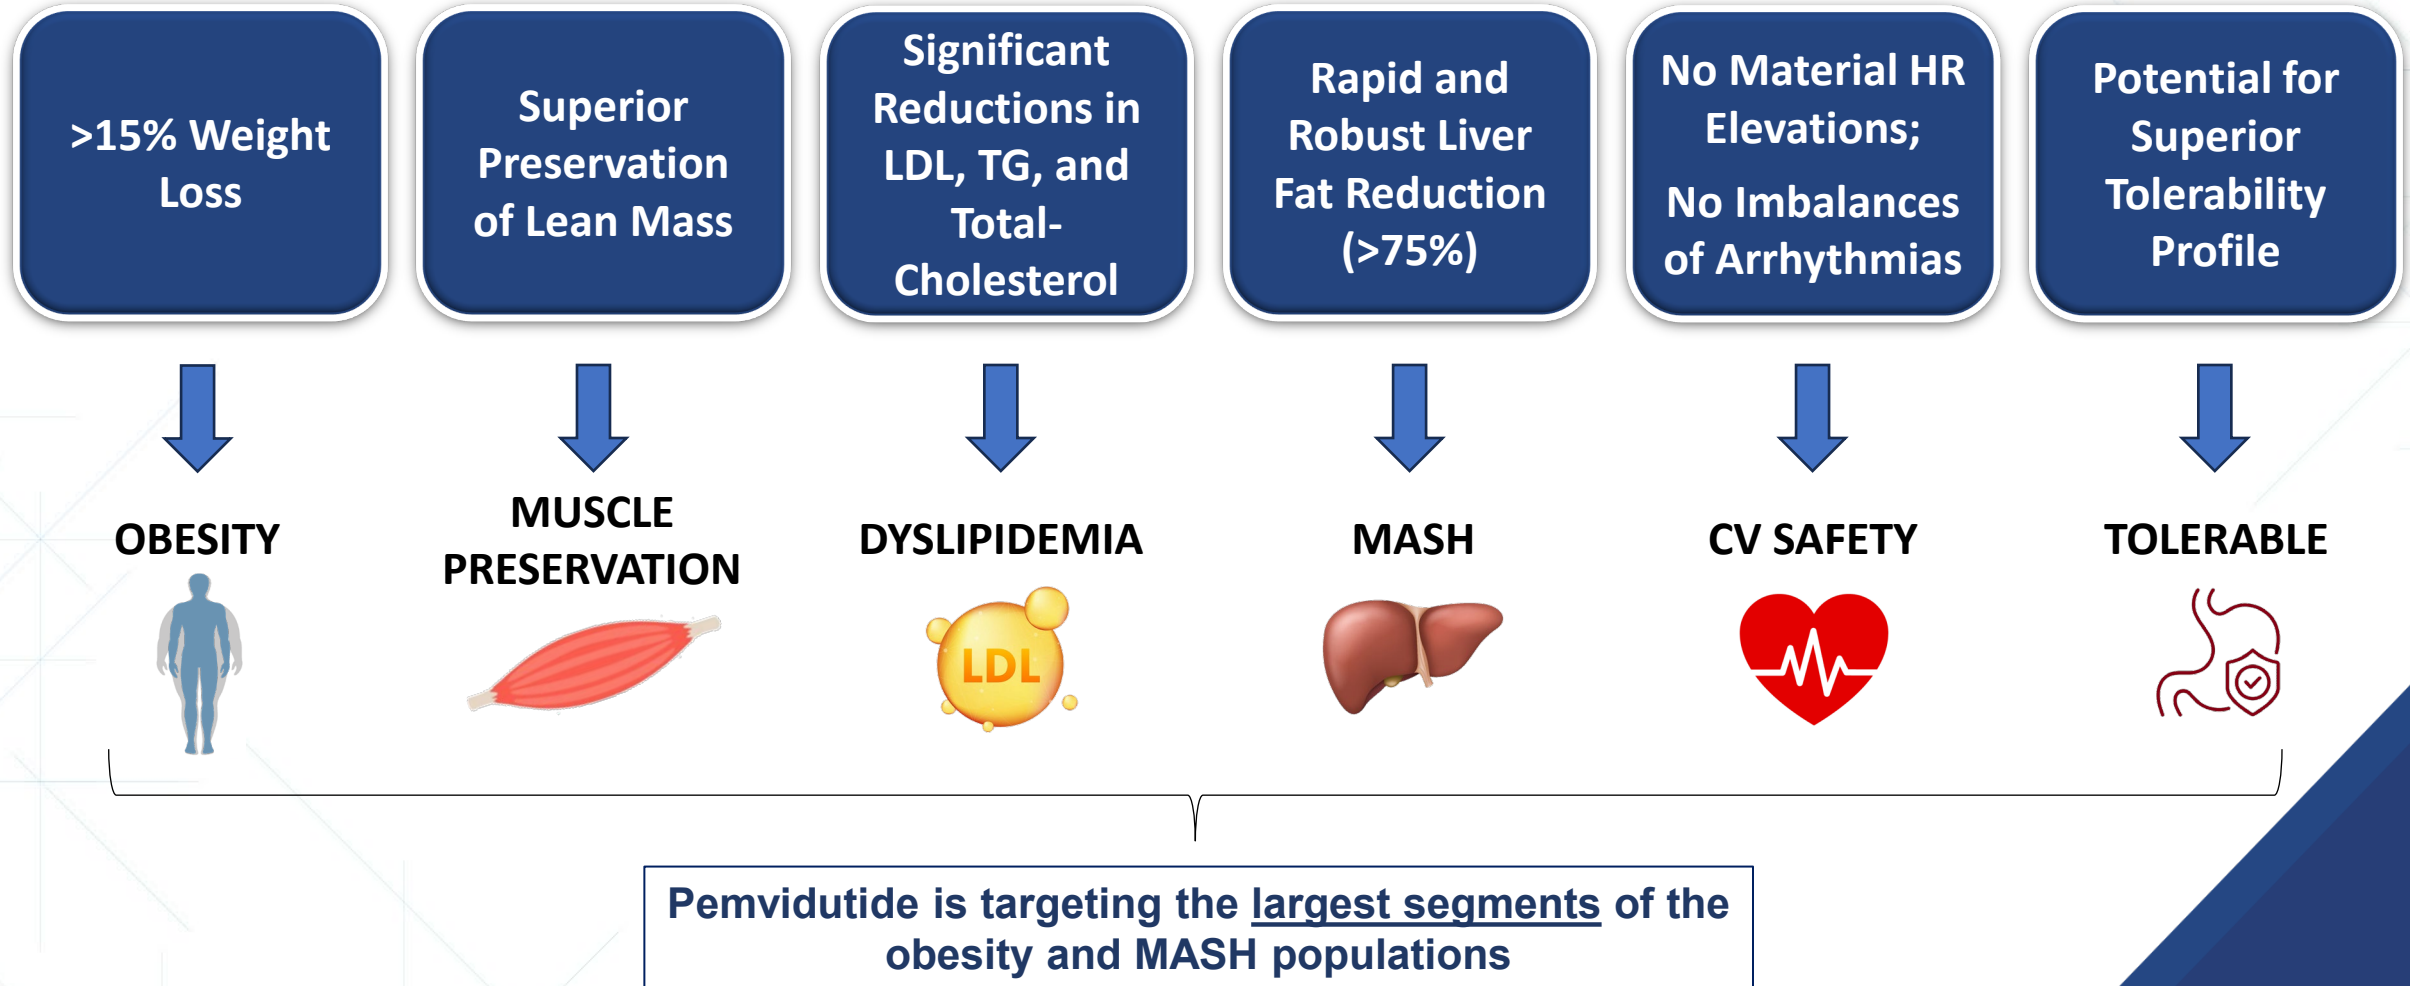 >15% Weight
Loss
Superior
Preservation
of Lean Mass
Significant
Reductions in
LDL, TG, and
Total-
Cholesterol
Rapid and
Robust Liver
Fat Reduction
(>75%)
No Material HR
Elevations;
No Imbalances
of Arrhythmias
Potential for
Superior
Tolerability
Profile
OBESITY
MUSCLE
PRESERVATION
DYSLIPIDEMIA
MASH
CV SAFETY
TOLERABLE
LDL
Pemvidutide is targeting the largest segments of the
obesity and MASH populations